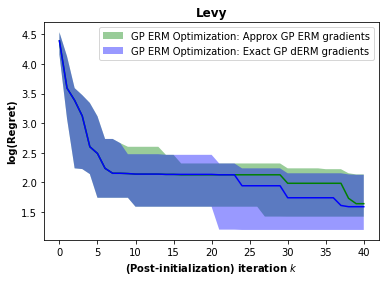 Levy
GP ERM Optimization: Approx GP ERM gradients
GP ERM Optimization: Exact GP dERM gradients
log(Regret)
4.5
4.0
3.5
3.0
2.5
2.0
1.5
0 5 10 15 20 25 30 35 40
(Post-initialization) iteration k